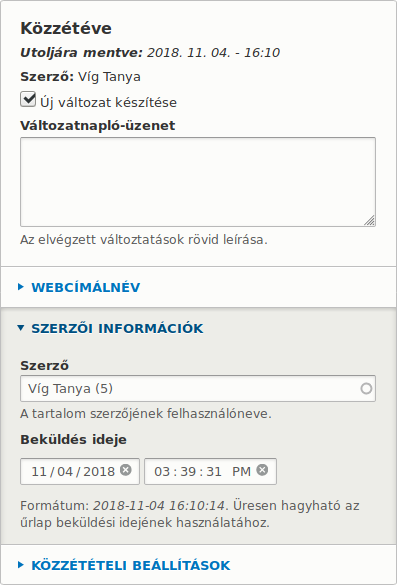 Közzétéve
Utoljára mentve: 2018. 11. 04. - 16:10
Szerző: Víg Tanya
Új változat készítése
Változatnapló-üzenet
Az elvégzett változtatások rövid leírása.
WEBCÍMÁLNÉV
SZERZŐI INFORMÁCIÓK
Szerző
Víg Tanya (5)
A tartalom szerzőjének felhasználóneve.
Beküldés ideje
11/04/2018 03:39:31 PM
Formátum: 2018-11-04 16:10:14. Üresen hagyható az
űrlap beküldési idejének használatához.
KÖZZÉTÉTELI BEÁLLÍTÁSOK